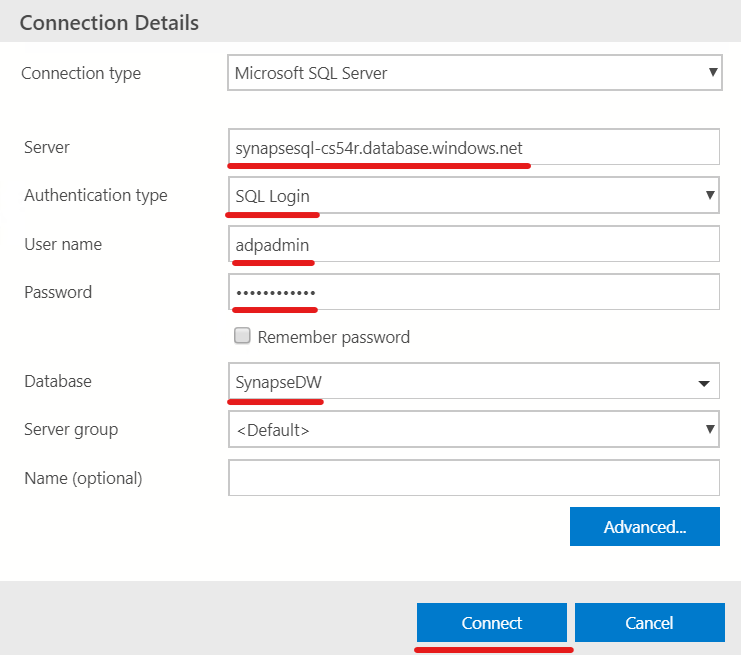 Connection Details
Connection type
Microsoft SQL Server
Server
synapsesql-cs54r.database.windows.net
Authentication type
SQL Login
User name
adpadmin
Password
••••••••••••
Remember password
Database
SynapseDW
Server group
<Default>
Name (optional)
Advanced...
Connect
Cancel